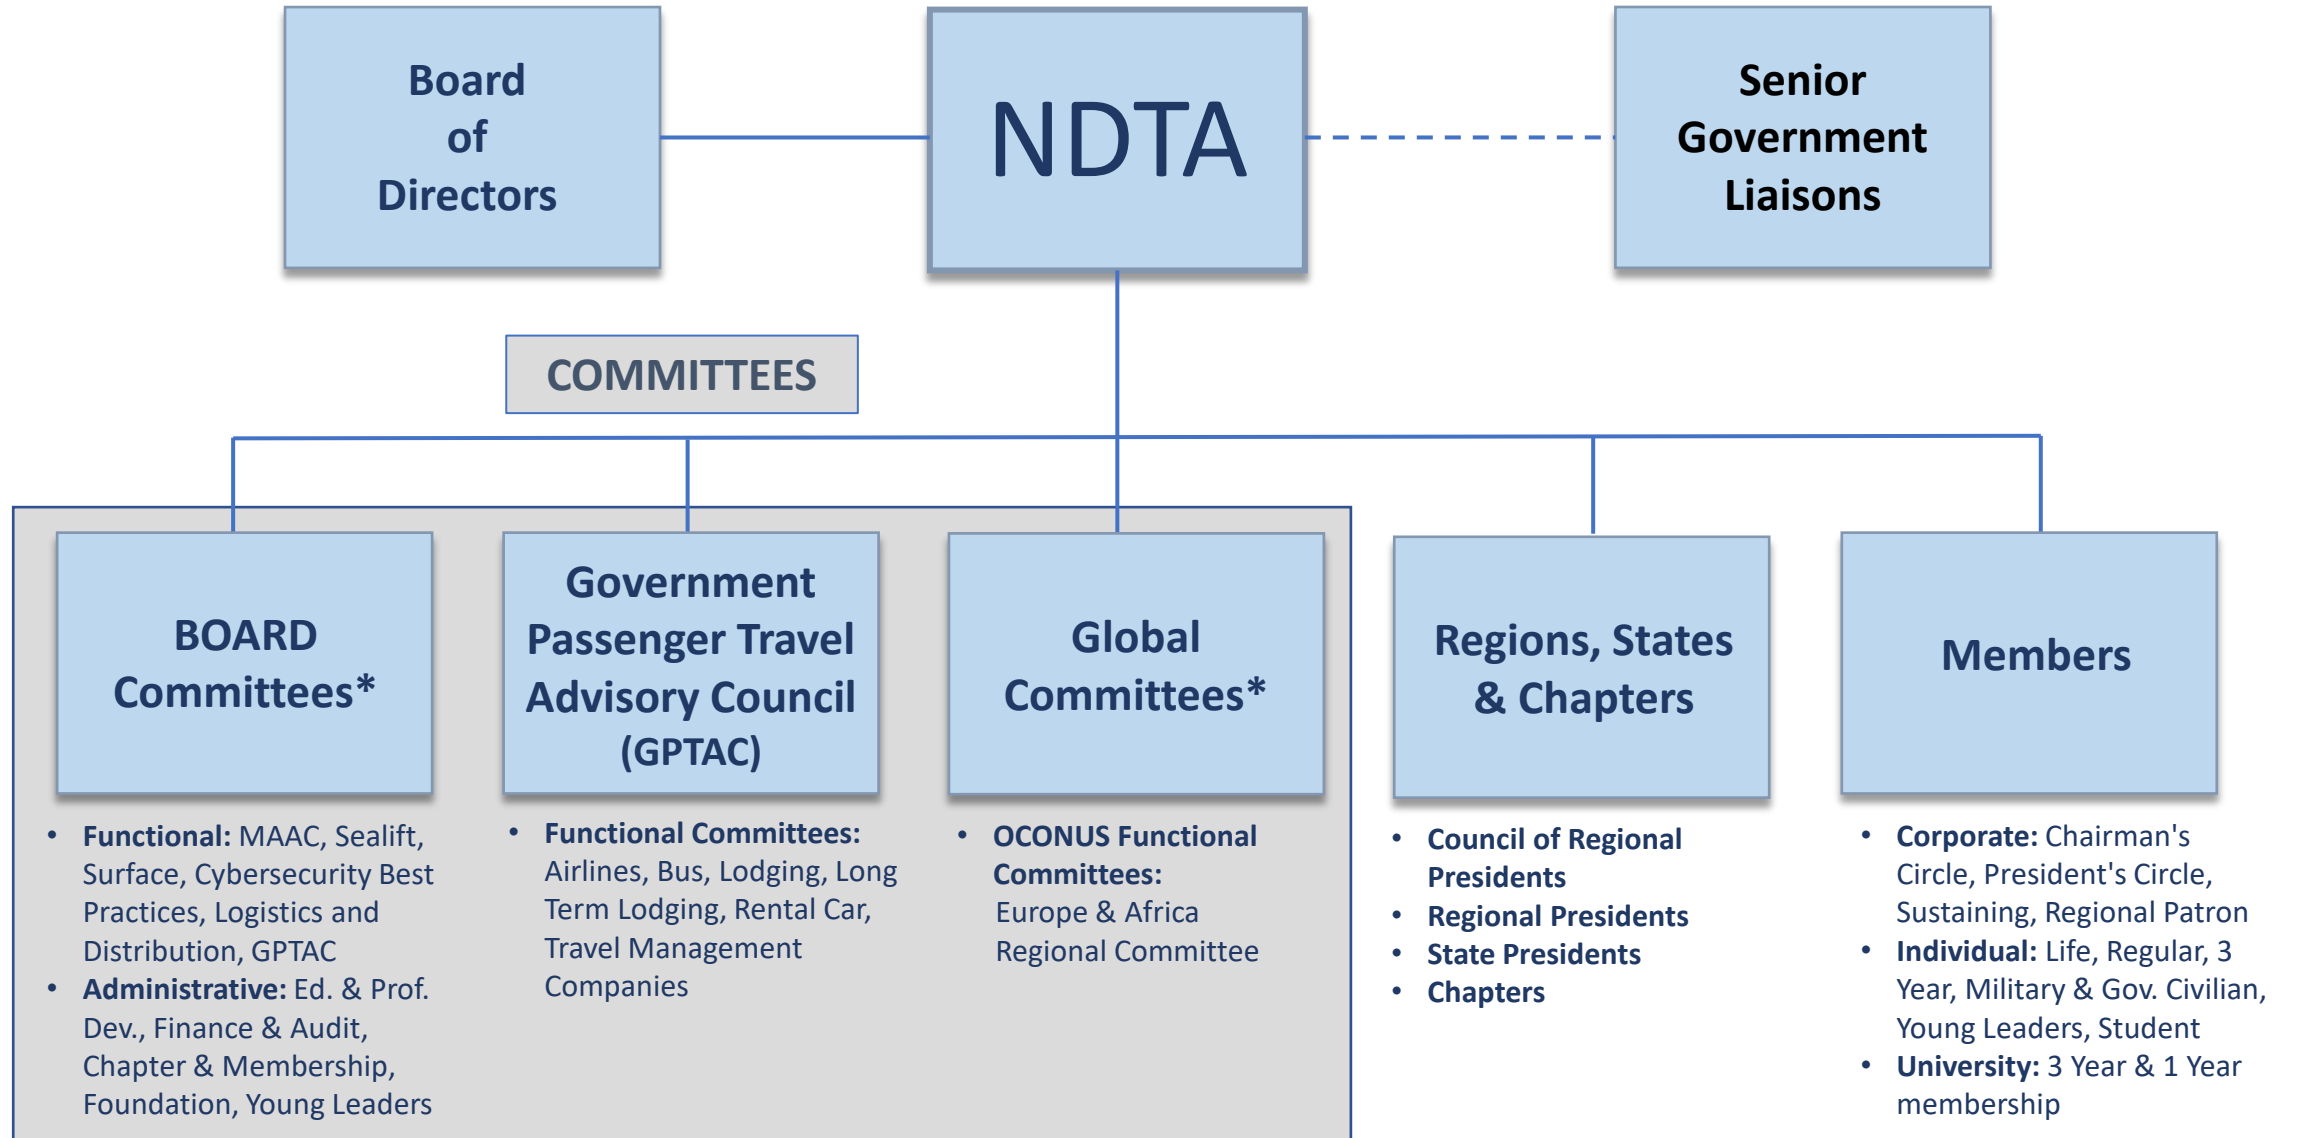 Board
of
Directors
NDTA
Senior
Government
Liaisons
COMMITTEES
BOARD
Committees*
• Functional: MAAC, Sealift,
Surface, Cybersecurity Best
Practices, Logistics and
Distribution, GPTAC
• Administrative: Ed. & Prof.
Dev., Finance & Audit,
Chapter & Membership,
Foundation, Young Leaders
Government
Passenger Travel
Advisory Council
(GPTAC)
• Functional Committees:
Airlines, Bus, Lodging, Long
Term Lodging, Rental Car,
Travel Management
Companies
Global
Committees*
• OCONUS Functional
Committees:
Europe & Africa
Regional Committee
Regions, States
& Chapters
• Council of Regional
Presidents
• Regional Presidents
• State Presidents
• Chapters
Members
• Corporate: Chairman's
Circle, President's Circle,
Sustaining, Regional Patron
• Individual: Life, Regular, 3
Year, Military & Gov. Civilian,
Young Leaders, Student
• University: 3 Year & 1 Year
membership